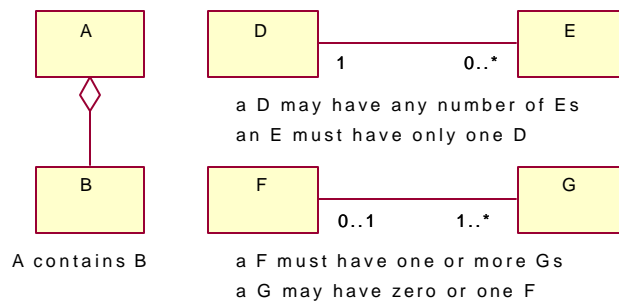 A
B
A contains B
D
E
1
0..*
a D may have any number of Es
an E must have only one D
F
G
0..1
1..*
a F must have one or more Gs
a G may have zero or one F